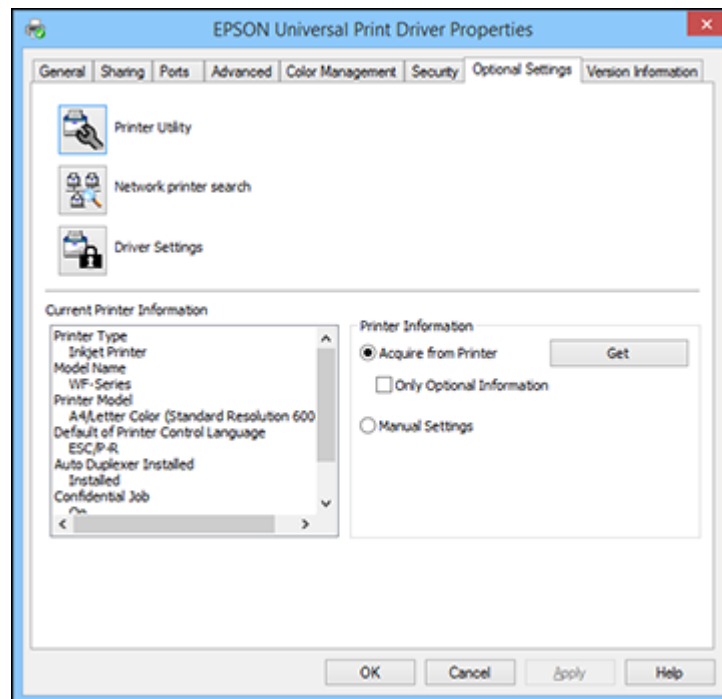 EPSON Universal Print Driver Properties
General Sharing Ports Advanced Color Management Security Optional Settings Version Information
Printer Utility
Network printer search
Driver Settings
Current Printer Information
Printer Type
Inkjet Printer
Model Name
WF-Series
Printer Model
A4/Letter Color (Standard Resolution 600
Default of Printer Control Language
ESC/P-R
Auto Duplexer Installed
Installed
Confidential Job
On
Printer Information
Acquire from Printer Get
Only Optional Information
Manual Settings
OK Cancel Apply Help